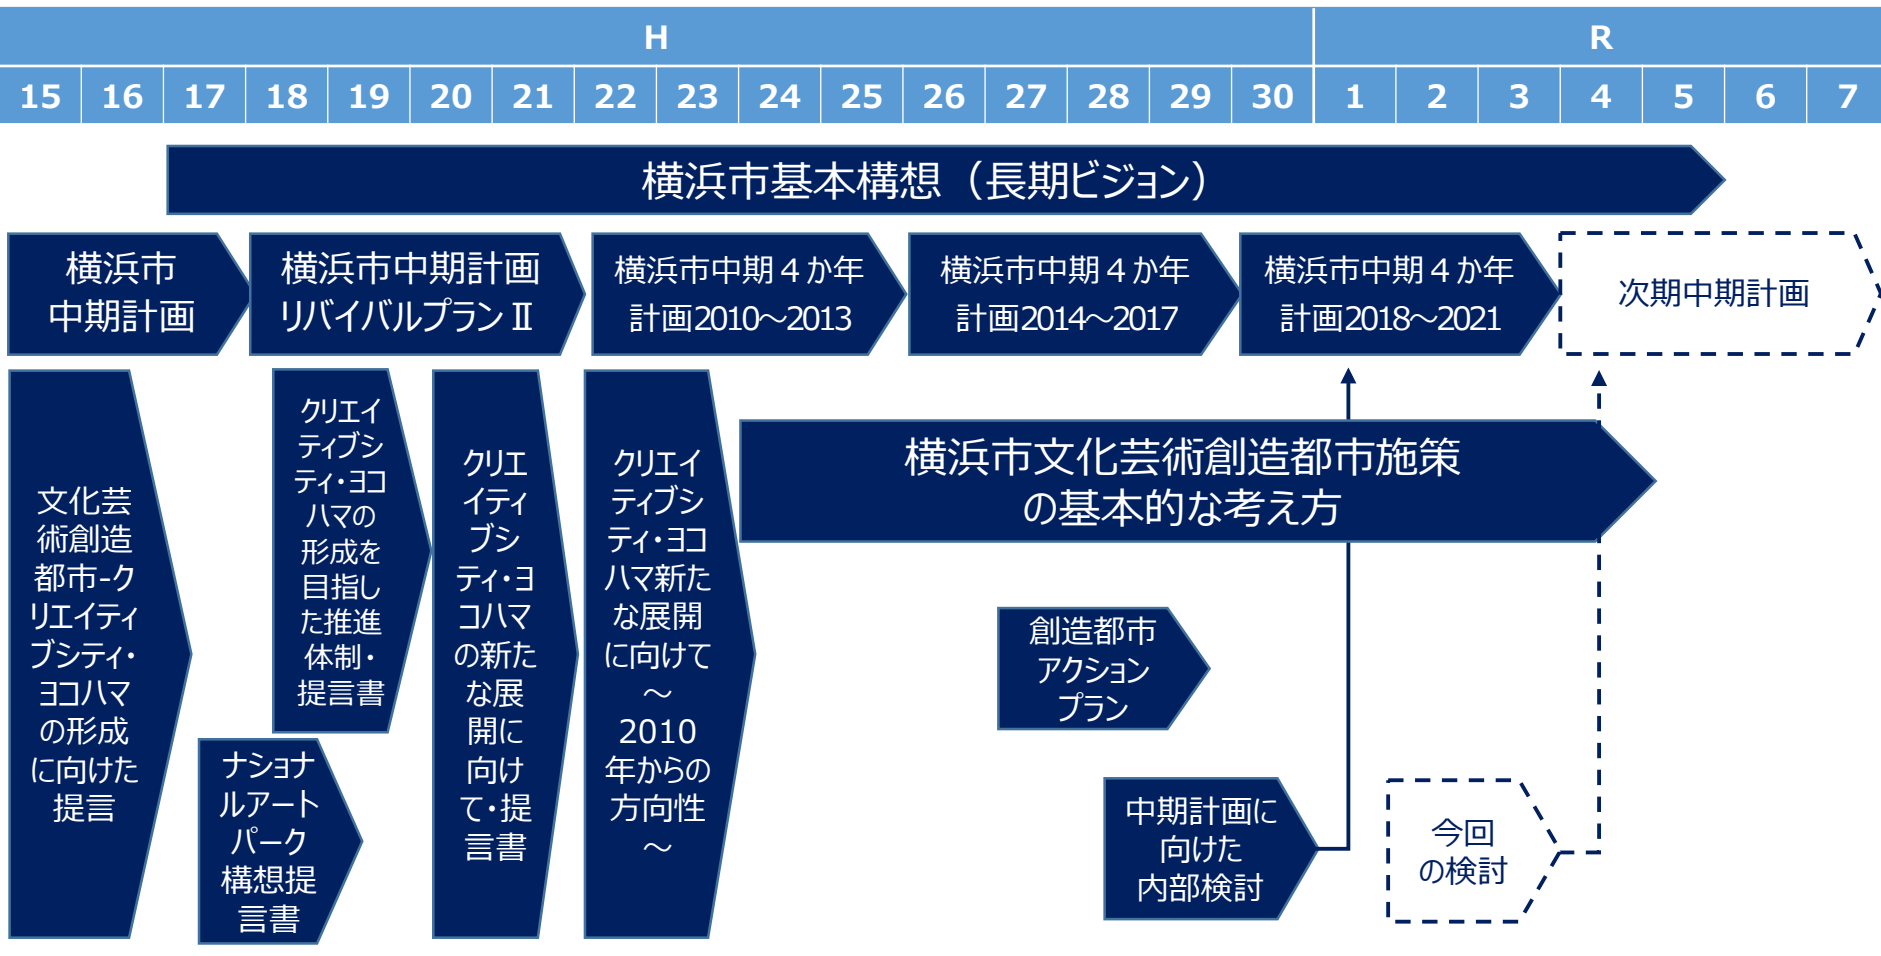 H
R
15 16 17 18 19 20 21 22 23 24 25 26 27 28 29 30 1 2 3 4 5 6 7
横浜市基本構想（長期ビジョン）
横浜市
中期計画
横浜市中期計画
リバイバルプランⅡ
横浜市中期４か年
計画2010～2013
横浜市中期４か年
計画2014～2017
横浜市中期４か年
計画2018～2021
次期中期計画
文化芸
術創造
都市-ク
リエイティ
ブシティ・
ヨコハマ
の形成
に向けた
提言
クリエイ
ティブシ
ティ・ヨコ
ハマの
形成を
目指し
た推進
体制・
提言書
ナショナ
ルアート
パーク
構想提
言書
クリエ
イティ
ブシ
ティ・ヨ
コハマ
の新た
な展
開に
向け
て・提
言書
クリエイ
ティブシ
ティ・ヨコ
ハマ新た
な展開
に向けて
～
2010
年からの
方向性
～
横浜市文化芸術創造都市施策
の基本的な考え方
創造都市
アクション
プラン
中期計画に
向けた
内部検討
今回
の検討